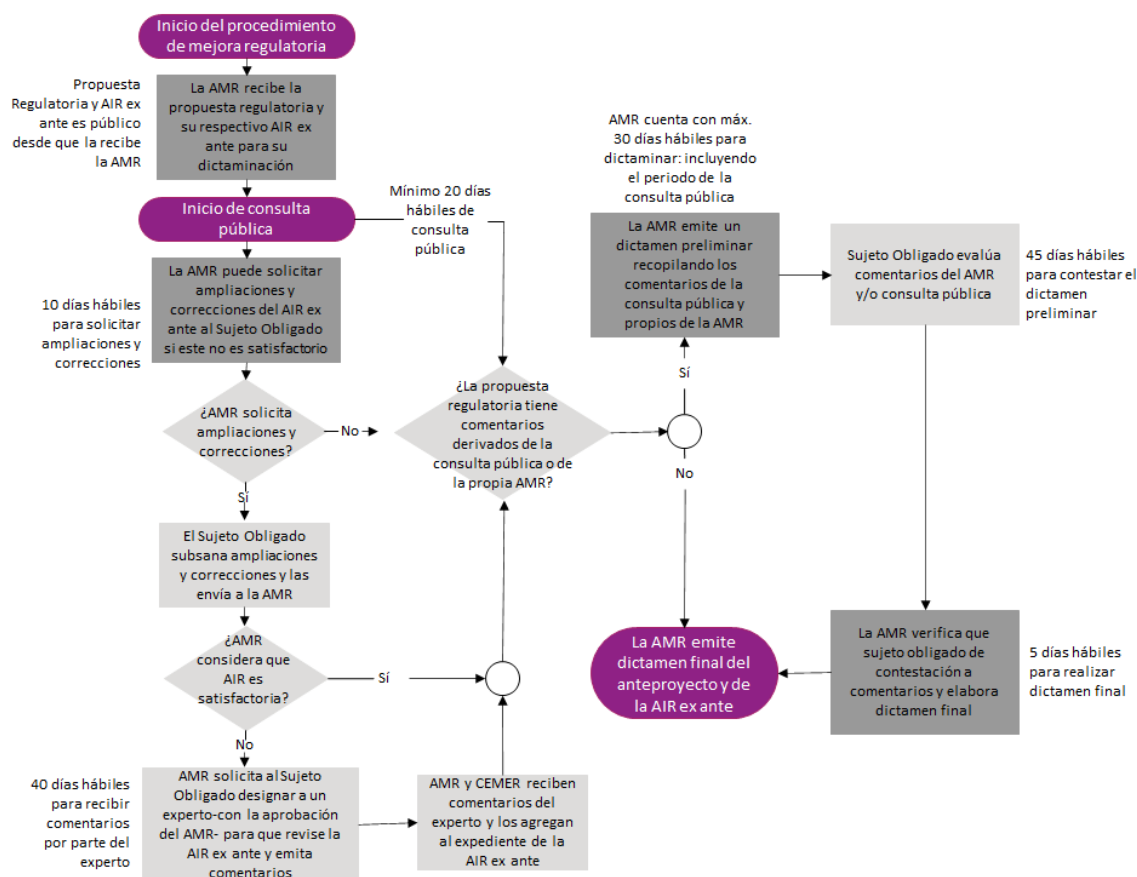 Inicio del procedimiento
de mejora regulatoria
Propuesta
Regulatoria y AIR ex
ante es público
desde que la recibe
la AMR
La AMR recibe la
propuesta regulatoria y
su respectivo AIR ex
ante para su
dictaminación
Inicio de consulta
pública
Mínimo 20 días
hábiles de
consulta
pública
10 días hábiles
para solicitar
ampliaciones y
correcciones
La AMR puede solicitar
ampliaciones y
correcciones del AIR ex
ante al Sujeto Obligado
si este no es satisfactorio
¿AMR solicita
ampliaciones y
correcciones?
No
Sí
El Sujeto Obligado
subsana ampliaciones
y correcciones y las
envía a la AMR
¿AMR
considera que
AIR es
satisfactoria?
Sí
No
40 días hábiles
para recibir
comentarios
por parte del
experto
AMR solicita al Sujeto
Obligado designar a un
experto-con la aprobación
del AMR- para que revise la
AIR ex ante y emita
comentarios
AMR y CEMER reciben
comentarios del
experto y los agregan
al expediente de la
AIR ex ante
¿La propuesta
regulatoria tiene
comentarios
derivados de la
consulta pública o de
la propia AMR?
Sí
No
AMR cuenta con máx.
30 días hábiles para
dictaminar: incluyendo
el periodo de la
consulta pública
La AMR emite un
dictamen preliminar
recopilando los
comentarios de la
consulta pública y
propios de la AMR
Sujeto Obligado evalúa
comentarios del AMR
y/o consulta pública
45 días hábiles
para contestar el
dictamen
preliminar
La AMR verifica que
sujeto obligado de
contestación a
comentarios y elabora
dictamen final
5 días hábiles
para realizar
dictamen final
La AMR emite
dictamen final del
anteproyecto y de
la AIR ex ante